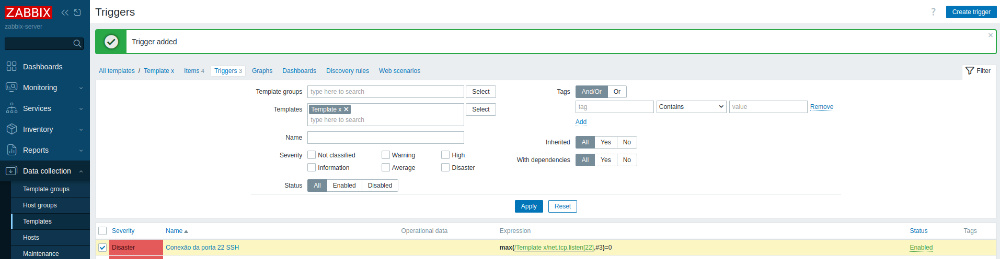 ZABBIX
zabbix-server
Dashboards
Monitoring
Services
Inventory
Reports
Data collection
Template groups
Host groups
Templates
Hosts
Maintenance
Triggers
? Create trigger
Trigger added
All templates / Template x Items 4 Triggers 3 Graphs Dashboards Discovery rules Web scenarios Filter
Template groups type here to search Select
Templates Template x Select
type here to search
Name
Severity Not classified Warning High
Information Average Disaster
Status All Enabled Disabled
Tags And/Or Or
tag Contains value Remove
Add
Inherited All Yes No
With dependencies All Yes No
Apply Reset
Severity Name Operational data Expression Status Tags
Disaster Conexão da porta 22 SSH max(/Template x/net.tcp.listen[22],#3)=0 Enabled